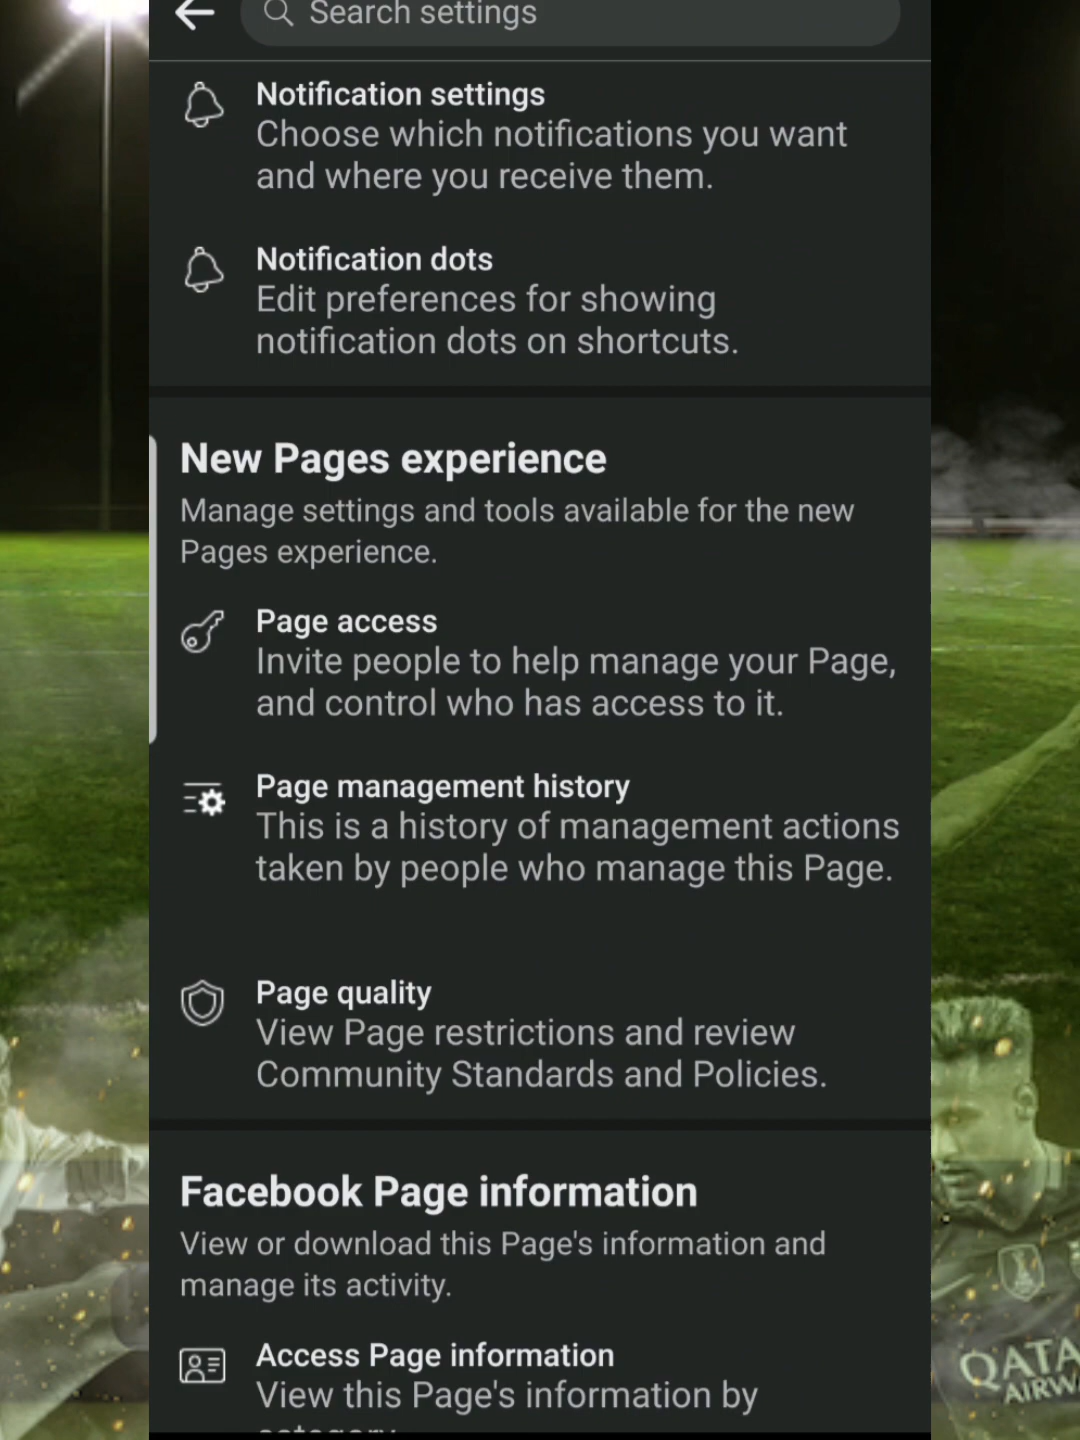 Search settings
Notification settings
Choose which notifications you want
and where you receive them.
Notification dots
Edit preferences for showing
notification dots on shortcuts.
New Pages experience
Manage settings and tools available for the new
Pages experience.
Page access
Invite people to help manage your Page,
and control who has access to it.
Page management history
This is a history of management actions
taken by people who manage this Page.
Page quality
View Page restrictions and review
Community Standards and Policies.
Facebook Page information
View or download this Page's information and
manage its activity.
Access Page information
View this Page's information by